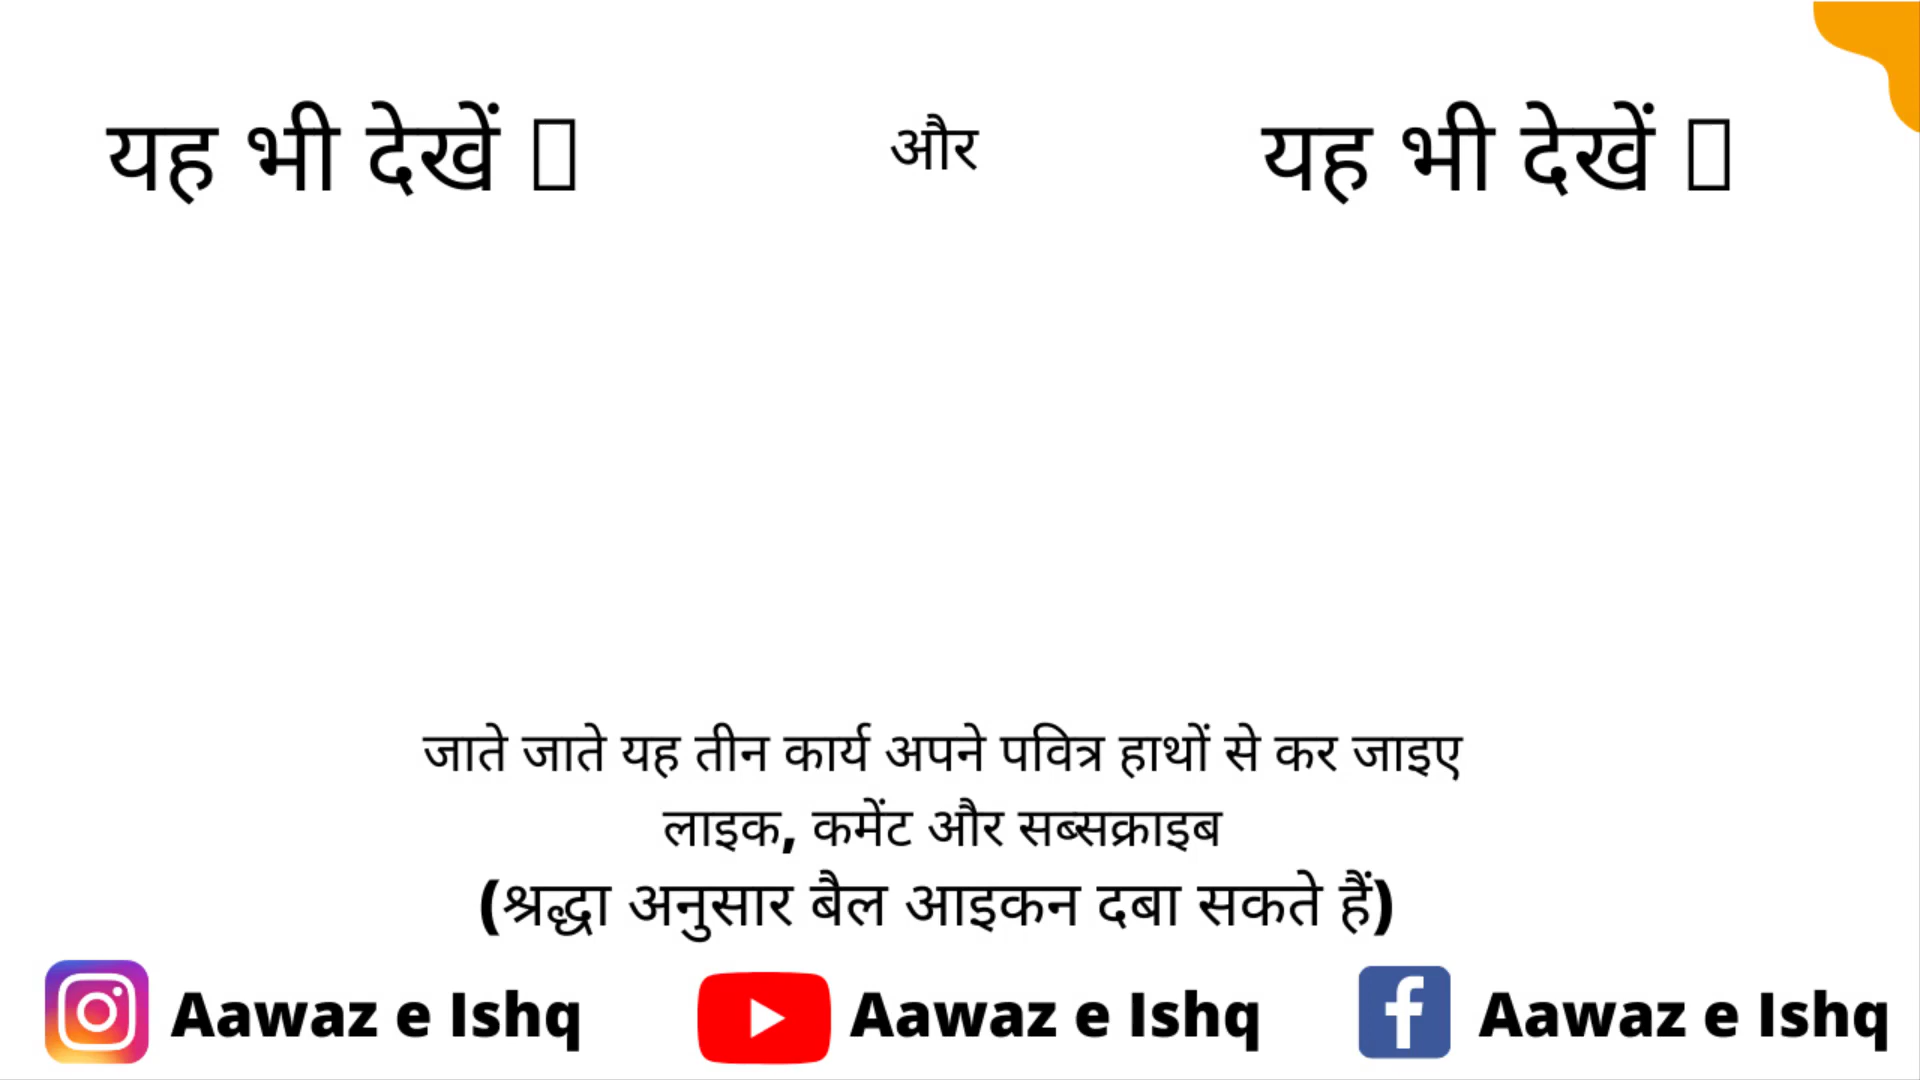 यह भी देखें और यह भी देखें
जाते जाते यह तीन कार्य अपने पवित्र हाथों से कर जाइए
लाइक, कमेंट और सब्सक्राइब
(श्रद्धा अनुसार बैल आइकन दबा सकते हैं)
Aawaz e Ishq Aawaz e Ishq Aawaz e Ishq